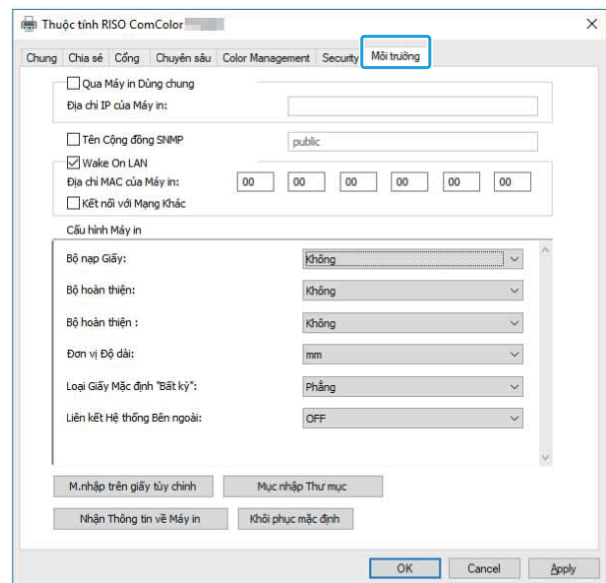 Thuộc tính RISO ComColor
Chung Chia sẻ Cổng Chuyên sâu Color Management Security Môi trường
Qua Máy in Dùng chung
Địa chỉ IP của Máy in:
Tên Cộng đồng SNMP public
Wake On LAN
Địa chỉ MAC của Máy in: 00 00 00 00 00 00
Kết nối với Mạng Khác
Cấu hình Máy in
Bộ nạp Giấy: Không
Bộ hoàn thiện: Không
Bộ hoàn thiện : Không
Đơn vị Độ dài: mm
Loại Giấy Mặc định "Bất kỳ": Phẳng
Liên kết Hệ thống Bên ngoài: OFF
M.nhập trên giấy tùy chỉnh Mục nhập Thư mục
Nhận Thông tin về Máy in Khôi phục mặc định
OK Cancel Apply